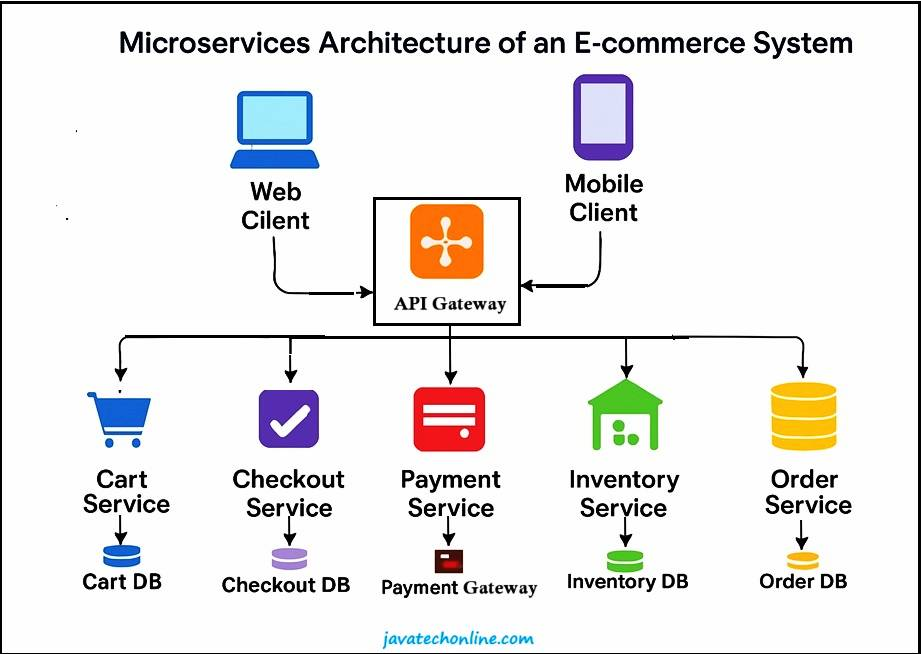 Microservices Architecture of an E-commerce System
Web
Cilent
Mobile
Client
API Gateway
Cart
Service
Checkout
Service
Payment
Service
Inventory
Service
Order
Service
Cart DB
Checkout DB
Payment Gateway
Inventory DB
Order DB
javatechonline.com